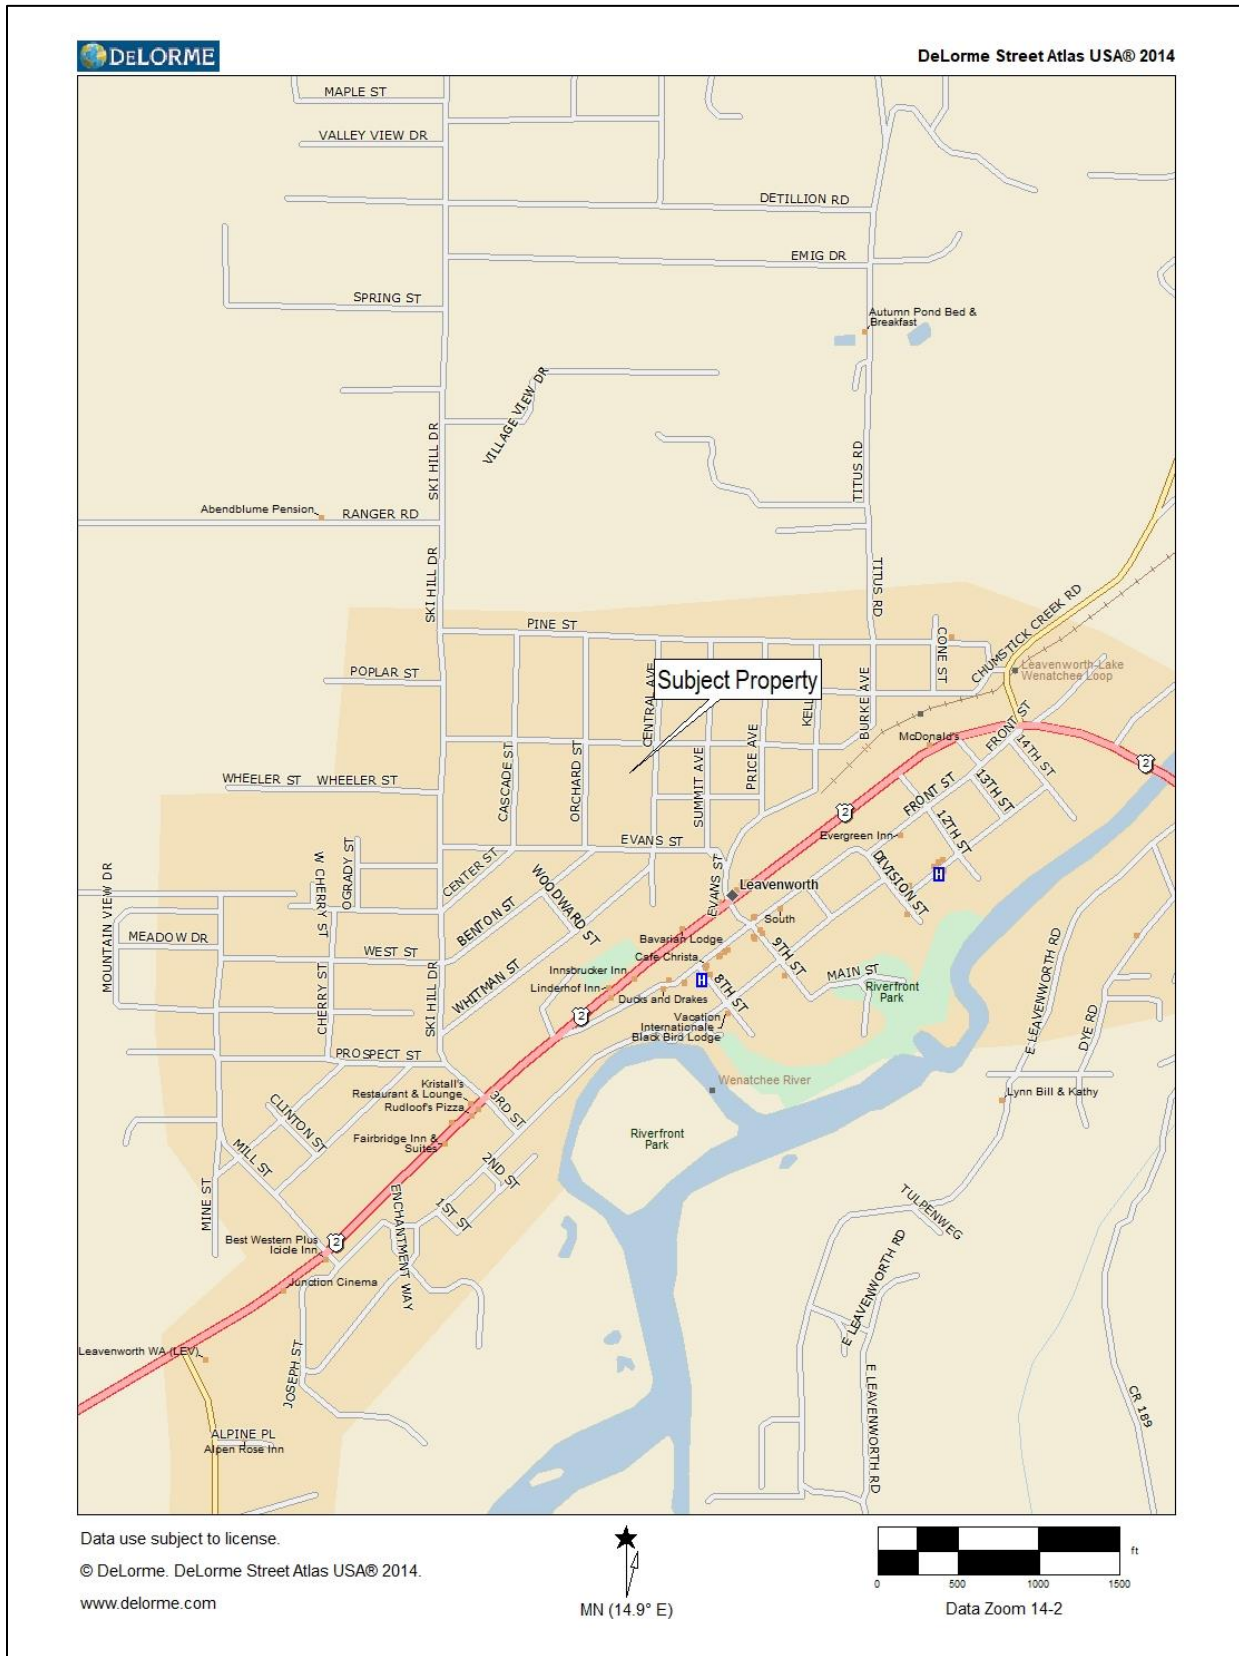 DELORME
DeLorme Street Atlas USA® 2014
MAPLE ST
VALLEY VIEW DR
DETILLION RD
EMIG DR
SPRING ST
Autumn Pond Bed &
Breakfast
VILLAGE VIEW DR
SKI HILL DR
TITUS RD
Abendblume Pension
RANGER RD
SKI HILL DR
TITUS RD
PINE ST
CONE ST
CHUMSTICK CREEK RD
POPLAR ST
CENTRAL AVE
Subject Property
KELL
BURKE AVE
Leavenworth-Lake
Wenatchee Loop
McDonald's
FRONT ST
14TH ST
2
WHEELER ST
WHEELER ST
CASCADE ST
ORCHARD ST
SUMMIT AVE
PRICE AVE
FRONT ST
13TH ST
2
12TH ST
Evergreen Inn
EVANS ST
OGRADY ST
W CHERRY ST
CENTER ST
WOODWARD ST
EVANS ST
DIVISION ST
H
Leavenworth
MOUNTAIN VIEW DR
MEADOW DR
WEST ST
BENTON ST
South
Bavarian Lodge
Cafe Christa
9TH ST
MAIN ST
Riverfront
Park
E LEAVENWORTH RD
DYE RD
CHERRY ST
SKI HILL DR
WHITMAN ST
Innsbrucker Inn
Linderhof Inn
H
8TH ST
Ducks and Drakes
2
Vacation
Internationale
Black Bird Lodge
PROSPECT ST
Wenatchee River
Kristall's
Restaurant & Lounge
Rudloof's Pizza
3RD ST
Lynn Bill & Kathy
CLINTON ST
Fairbridge Inn &
Suites
Riverfront
Park
MILL ST
2ND ST
MINE ST
ENCHANTMENT WAY
1ST ST
TULPENWEG
Best Western Plus
Icicle Inn
2
E LEAVENWORTH RD
Junction Cinema
Leavenworth WA (LEV)
JOSEPH ST
E LEAVENWORTH RD
CR 189
ALPINE PL
Alpen Rose Inn
Data use subject to license.
© DeLorme. DeLorme Street Atlas USA® 2014.
www.delorme.com
MN (14.9° E)
ft
0 500 1000 1500
Data Zoom 14-2